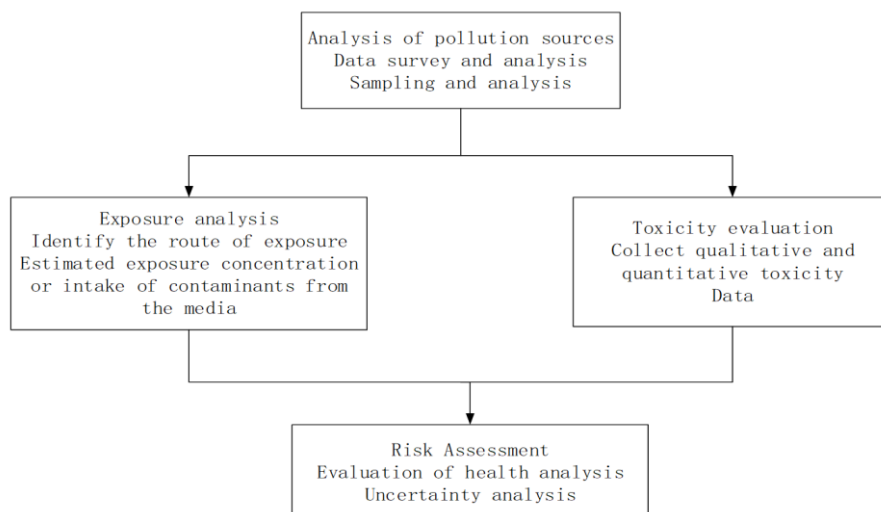 Analysis of pollution sources
Data survey and analysis
Sampling and analysis
Exposure analysis
Identify the route of exposure
Estimated exposure concentration
or intake of contaminants from
the media
Toxicity evaluation
Collect qualitative and
quantitative toxicity
Data
Risk Assessment
Evaluation of health analysis
Uncertainty analysis